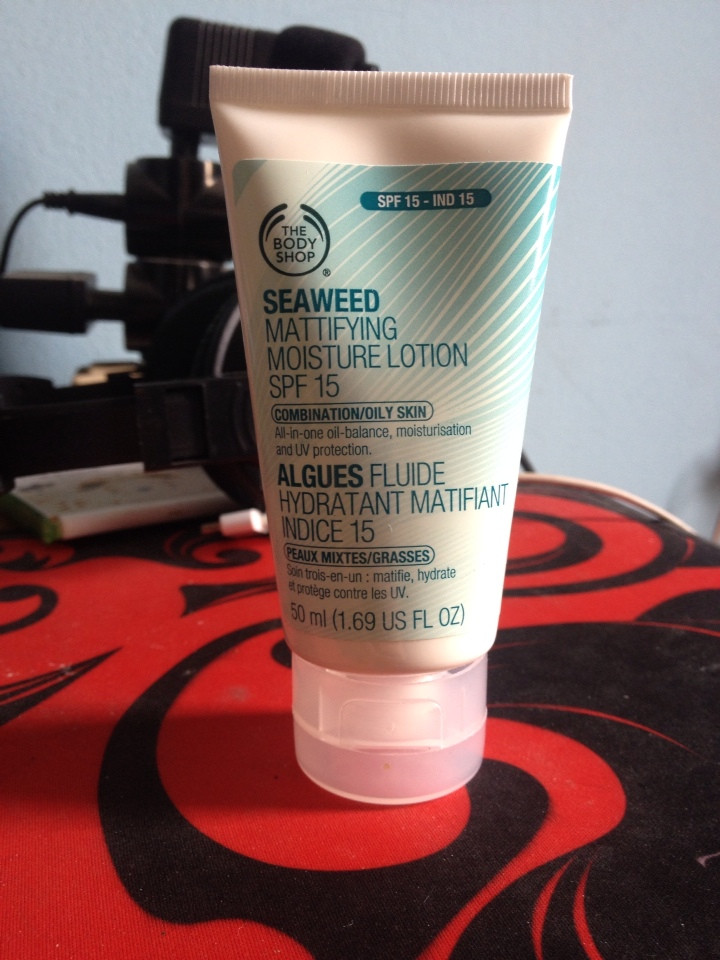 SPF 15 - IND 15
THE
BODY
SHOP
®
SEAWEED
MATTIFYING
MOISTURE LOTION
SPF 15
COMBINATION/OILY SKIN
All-in-one oil-balance, moisturisation
and UV protection.
ALGUES FLUIDE
HYDRATANT MATIFIANT
INDICE 15
PEAUX MIXTES/GRASSES
Soin trois-en-un : matifie, hydrate
et protège contre les UV.
50 ml (1.69 US FL OZ)